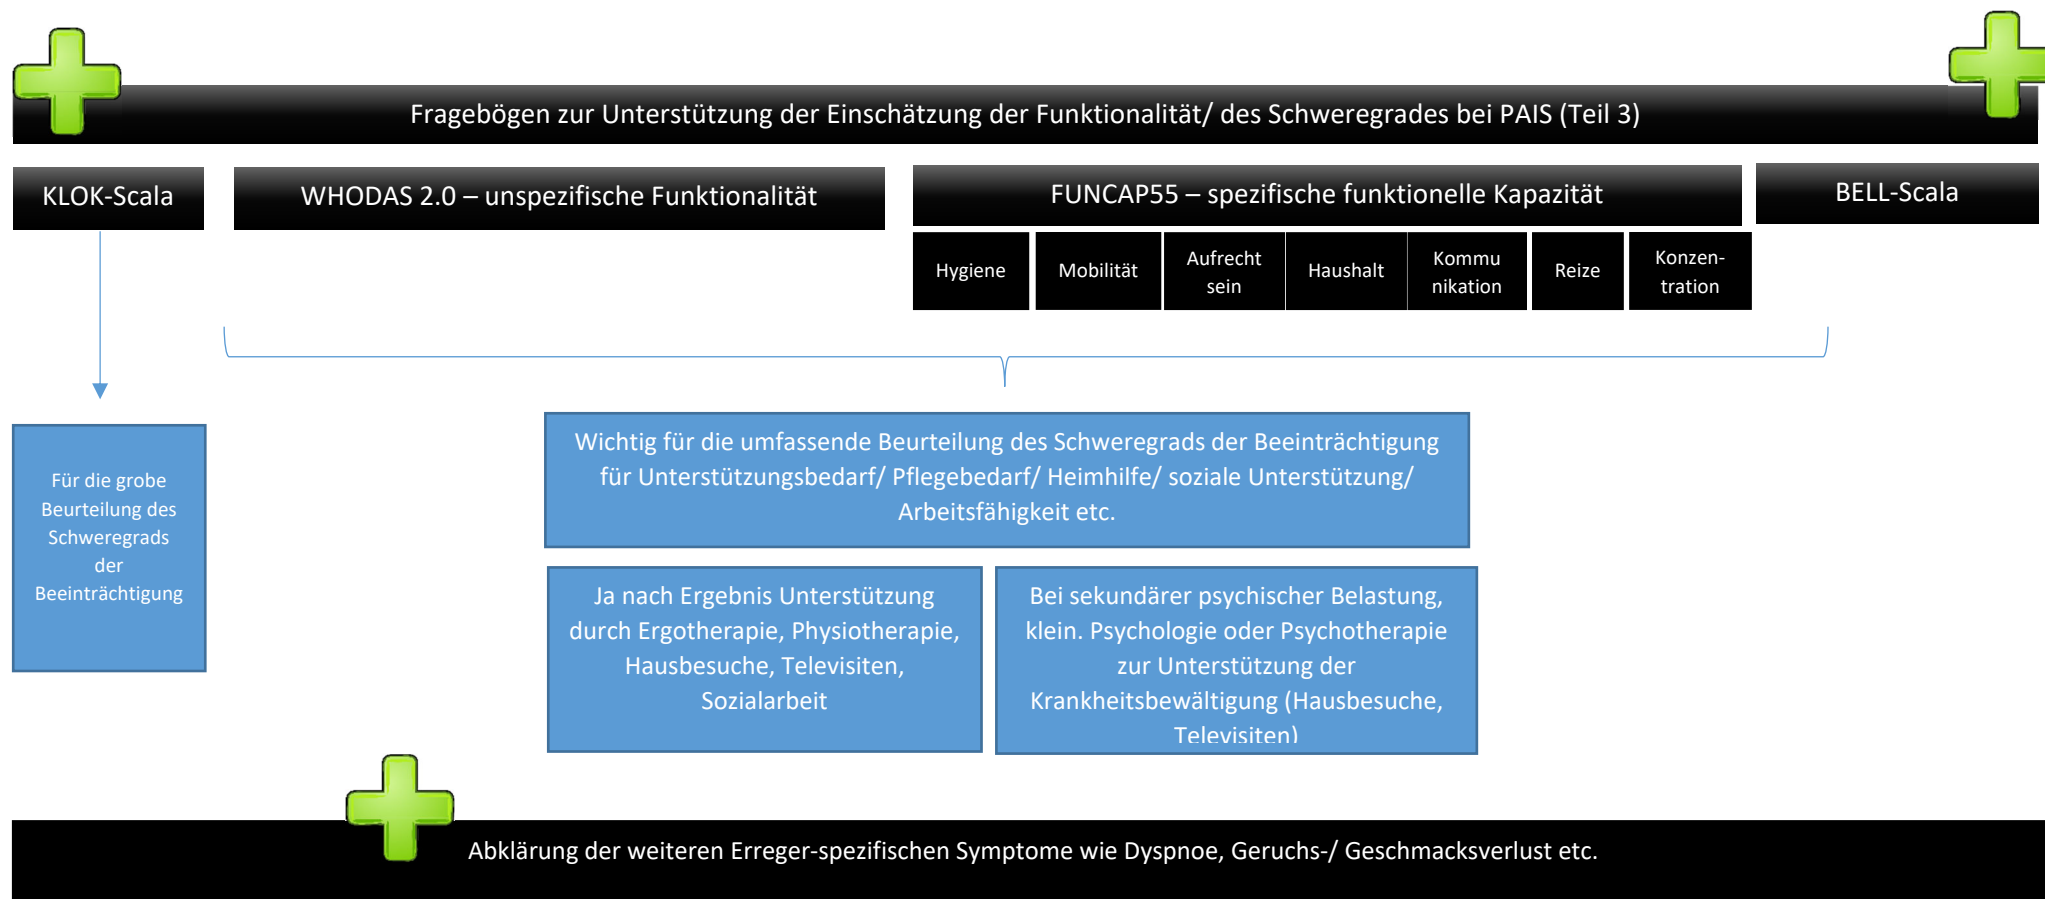 Fragebögen zur Unterstützung der Einschätzung der Funktionalität/ des Schweregrades bei PAIS (Teil 3)
KLOK-Scala
WHODAS 2.0 – unspezifische Funktionalität
FUNCAP55 – spezifische funktionelle Kapazität
BELL-Scala
Hygiene
Mobilität
Aufrecht
sein
Haushalt
Kommu
nikation
Reize
Konzen-
tration
Für die grobe
Beurteilung des
Schweregrads
der
Beeinträchtigung
Wichtig für die umfassende Beurteilung des Schweregrads der Beeinträchtigung
für Unterstützungsbedarf/ Pflegebedarf/ Heimhilfe/ soziale Unterstützung/
Arbeitsfähigkeit etc.
Ja nach Ergebnis Unterstützung
durch Ergotherapie, Physiotherapie,
Hausbesuche, Televisiten,
Sozialarbeit
Bei sekundärer psychischer Belastung,
klein. Psychologie oder Psychotherapie
zur Unterstützung der
Krankheitsbewältigung (Hausbesuche,
Televisiten)
Abklärung der weiteren Erreger-spezifischen Symptome wie Dyspnoe, Geruchs-/ Geschmacksverlust etc.